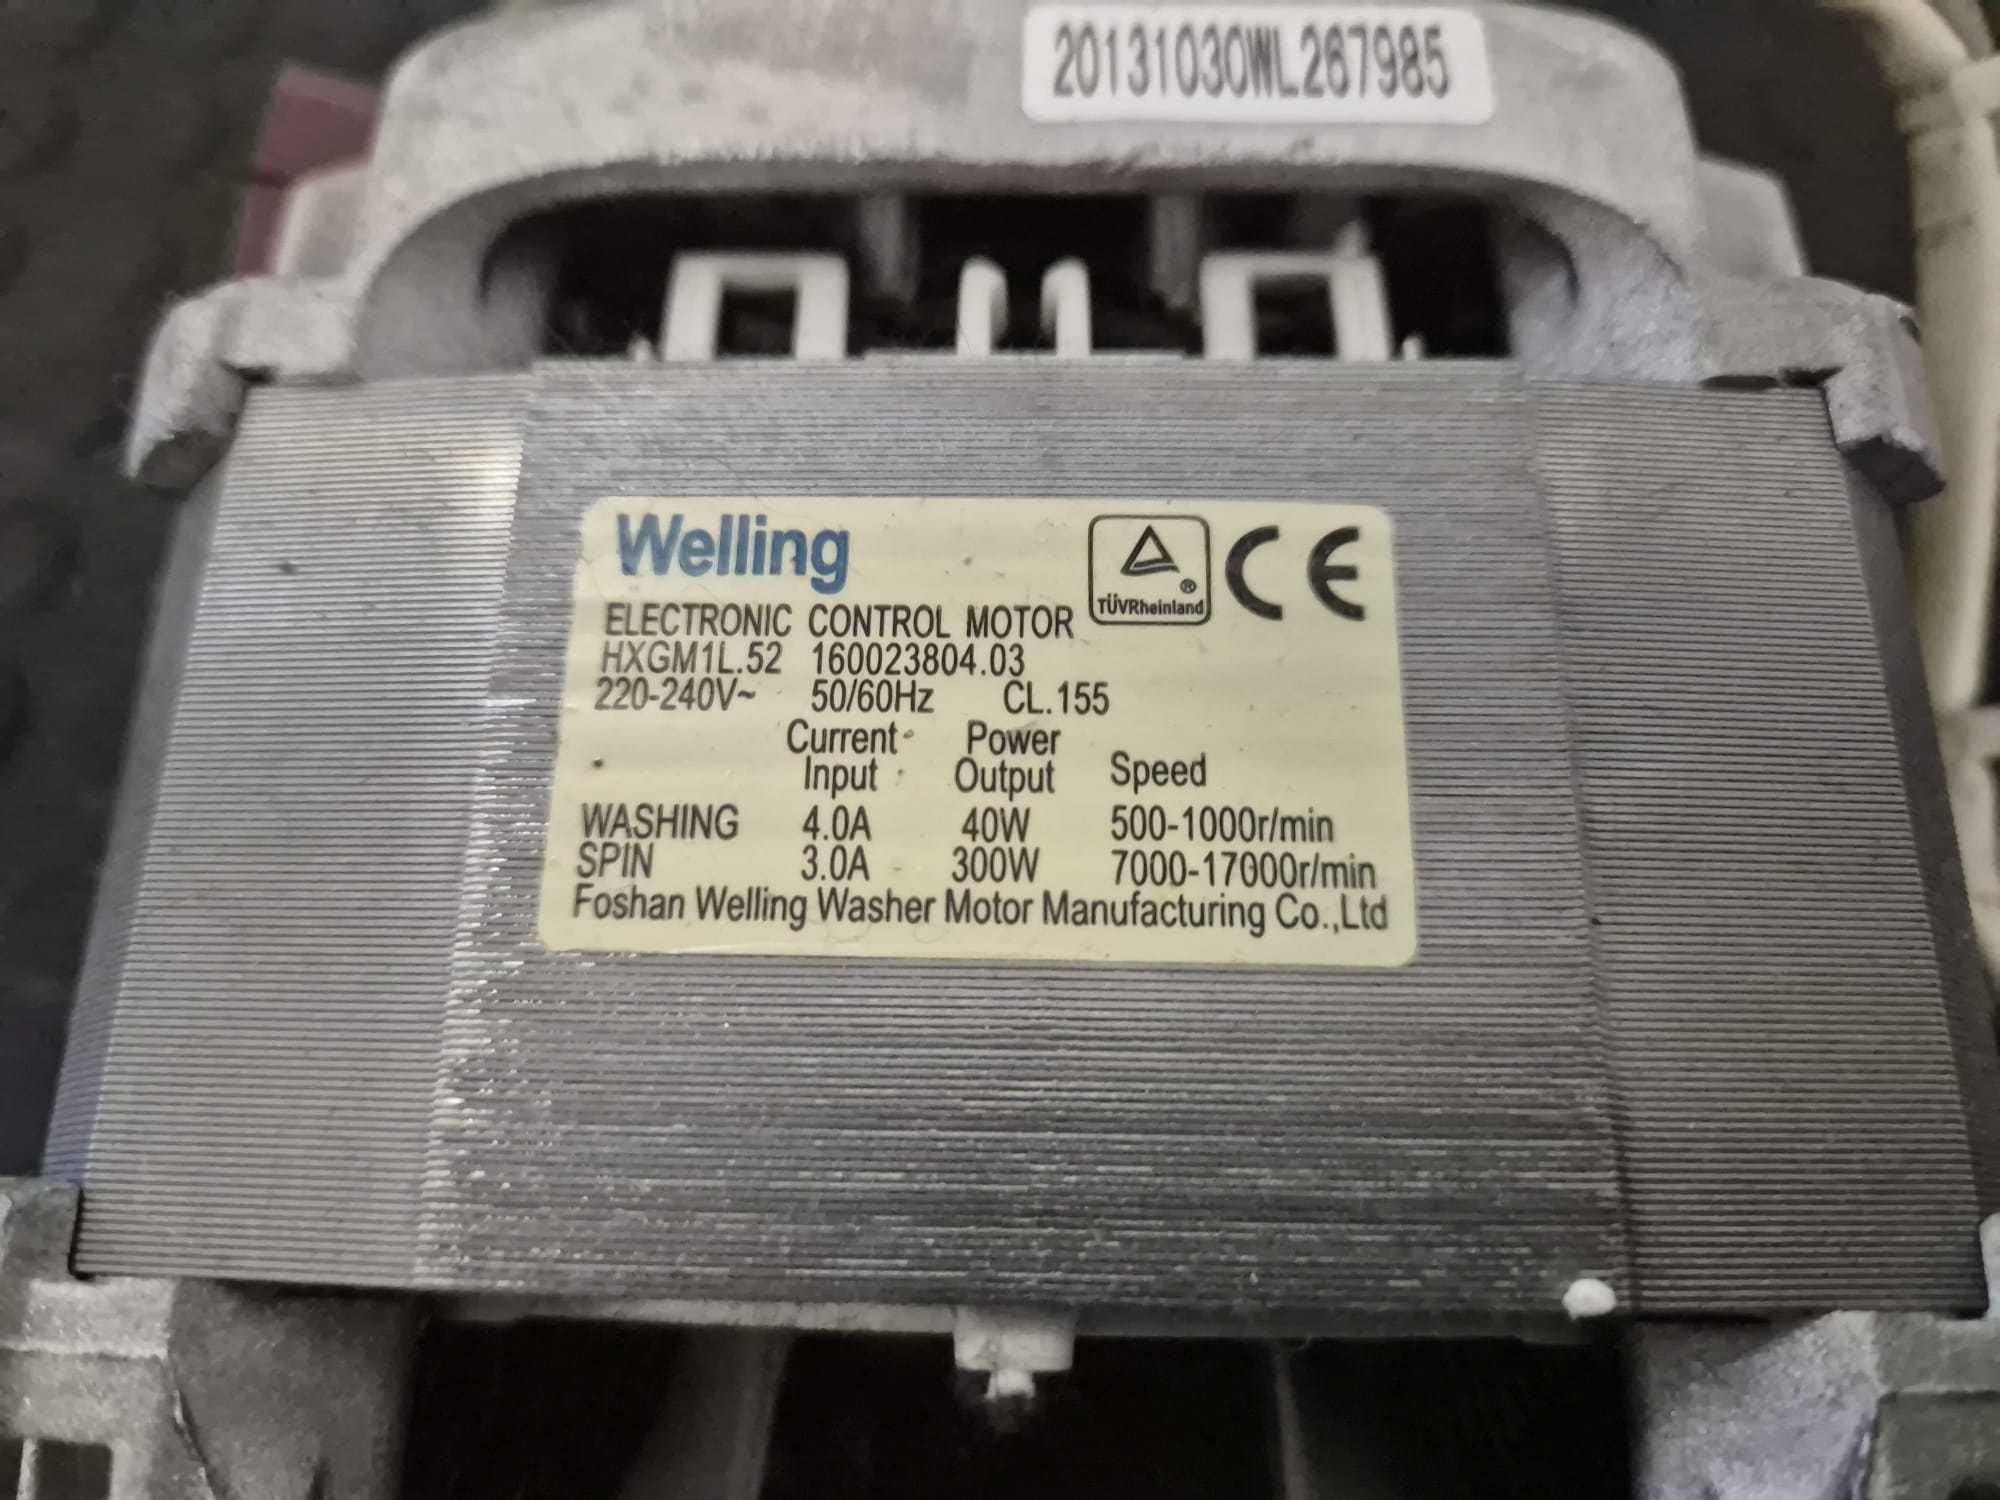 20131030WL267985
Welling
TÜVRheinland ®
CE
ELECTRONIC CONTROL MOTOR
HXGM1L.52 160023804.03
220-240V~ 50/60Hz CL.155
Current Power
Input Output Speed
WASHING 4.0A 40W 500-1000r/min
SPIN 3.0A 300W 7000-17000r/min
Foshan Welling Washer Motor Manufacturing Co.,Ltd